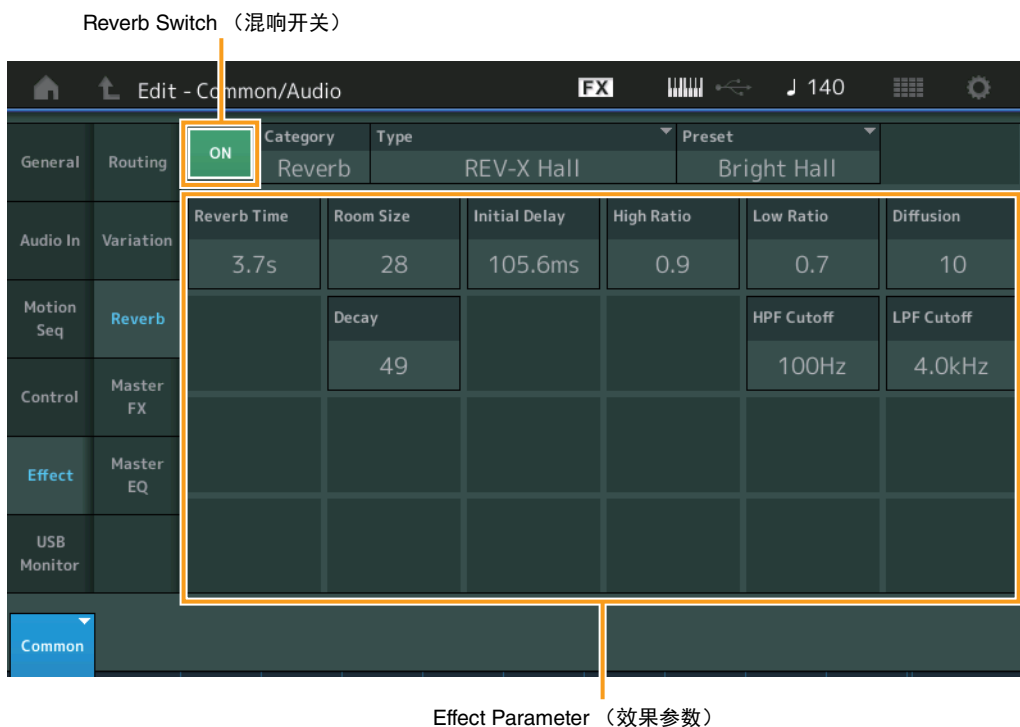 Reverb Switch （混响开关）
Edit - Common/Audio
FX
♩ 140
General
Routing
ON
Category
Reverb
Type
REV-X Hall
Preset
Bright Hall
Audio In
Variation
Reverb Time
3.7s
Room Size
28
Initial Delay
105.6ms
High Ratio
0.9
Low Ratio
0.7
Diffusion
10
Motion
Seq
Reverb
Decay
49
HPF Cutoff
100Hz
LPF Cutoff
4.0kHz
Control
Master
FX
Effect
Master
EQ
USB
Monitor
Common
Effect Parameter （效果参数）